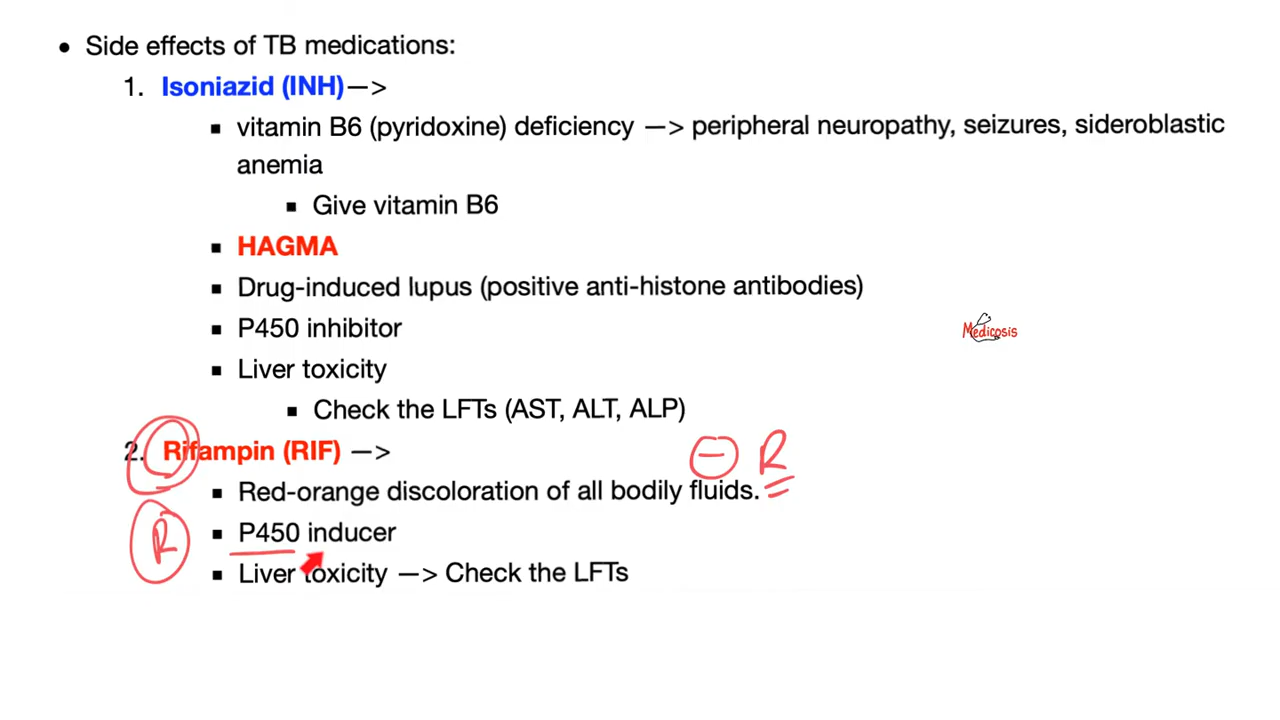 • Side effects of TB medications:
1. Isoniazid (INH)—>
▪ vitamin B6 (pyridoxine) deficiency —> peripheral neuropathy, seizures, sideroblastic
anemia
▪ Give vitamin B6
▪ HAGMA
▪ Drug-induced lupus (positive anti-histone antibodies)
▪ P450 inhibitor
Medicosis
▪ Liver toxicity
▪ Check the LFTs (AST, ALT, ALP)
2. Rifampin (RIF) —>
− R
▪ Red-orange discoloration of all bodily fluids.
R
▪ P450 inducer
▪ Liver toxicity —> Check the LFTs